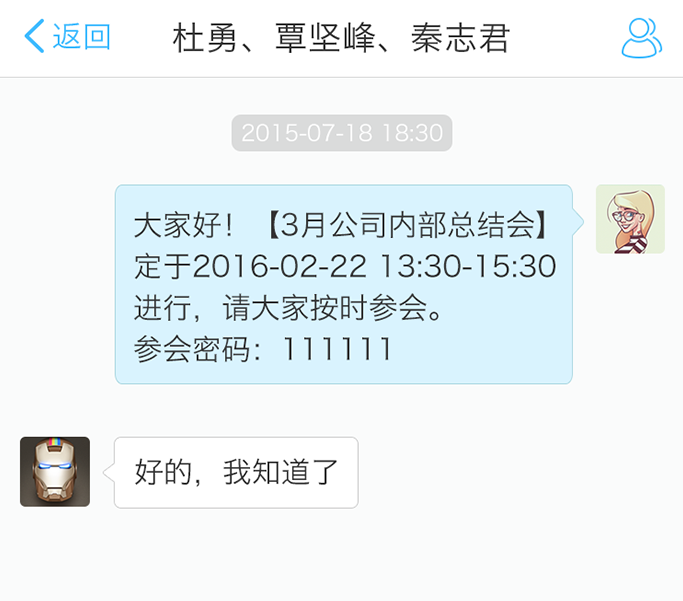 返回
杜勇、覃坚峰、秦志君
2015-07-18 18:30
大家好！【3月公司内部总结会】
定于2016-02-22 13:30-15:30
进行，请大家按时参会。
参会密码：111111
好的，我知道了